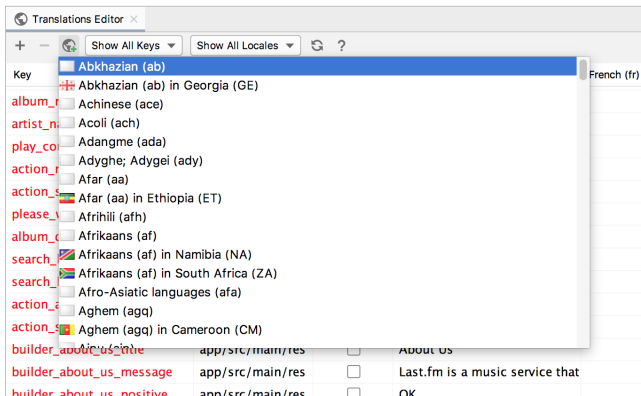 Translations Editor
Show All Keys
Show All Locales
?
Key
French (fr)
Abkhazian (ab)
Abkhazian (ab) in Georgia (GE)
album_
Achinese (ace)
artist_n
Acoli (ach)
play_co
Adangme (ada)
Adyghe; Adygei (ady)
action_
Afar (aa)
action_s
Afar (aa) in Ethiopia (ET)
please_
Afrihili (afh)
album_
Afrikaans (af)
search_
Afrikaans (af) in Namibia (NA)
search_
Afrikaans (af) in South Africa (ZA)
Afro-Asiatic languages (afa)
action_a
Aghem (agq)
action_s
Aghem (agq) in Cameroon (CM)
Ainu (ain)
builder_about_us_title app/src/main/res About Us
builder_about_us_message app/src/main/res Last.fm is a music service that
builder_about_us_positive app/src/main/res OK